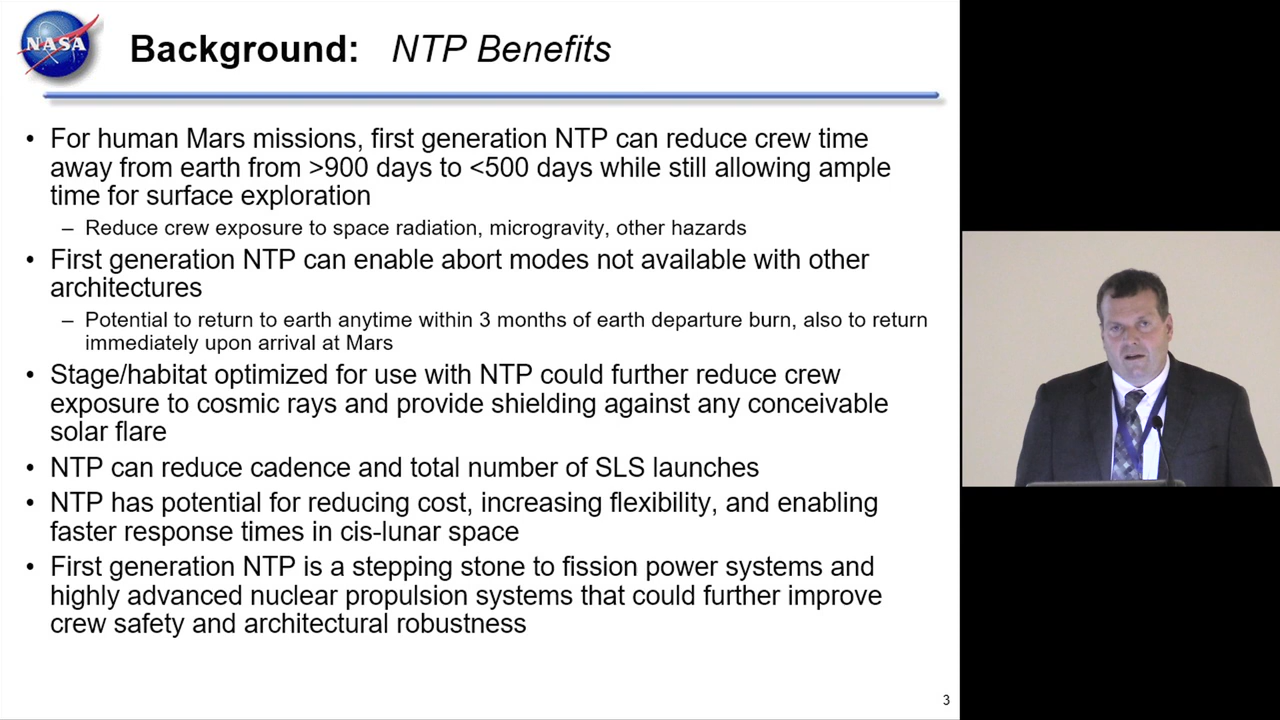 NASA
Background: NTP Benefits
• For human Mars missions, first generation NTP can reduce crew time
away from earth from >900 days to <500 days while still allowing ample
time for surface exploration
– Reduce crew exposure to space radiation, microgravity, other hazards
• First generation NTP can enable abort modes not available with other
architectures
– Potential to return to earth anytime within 3 months of earth departure burn, also to return
immediately upon arrival at Mars
• Stage/habitat optimized for use with NTP could further reduce crew
exposure to cosmic rays and provide shielding against any conceivable
solar flare
• NTP can reduce cadence and total number of SLS launches
• NTP has potential for reducing cost, increasing flexibility, and enabling
faster response times in cis-lunar space
• First generation NTP is a stepping stone to fission power systems and
highly advanced nuclear propulsion systems that could further improve
crew safety and architectural robustness
3